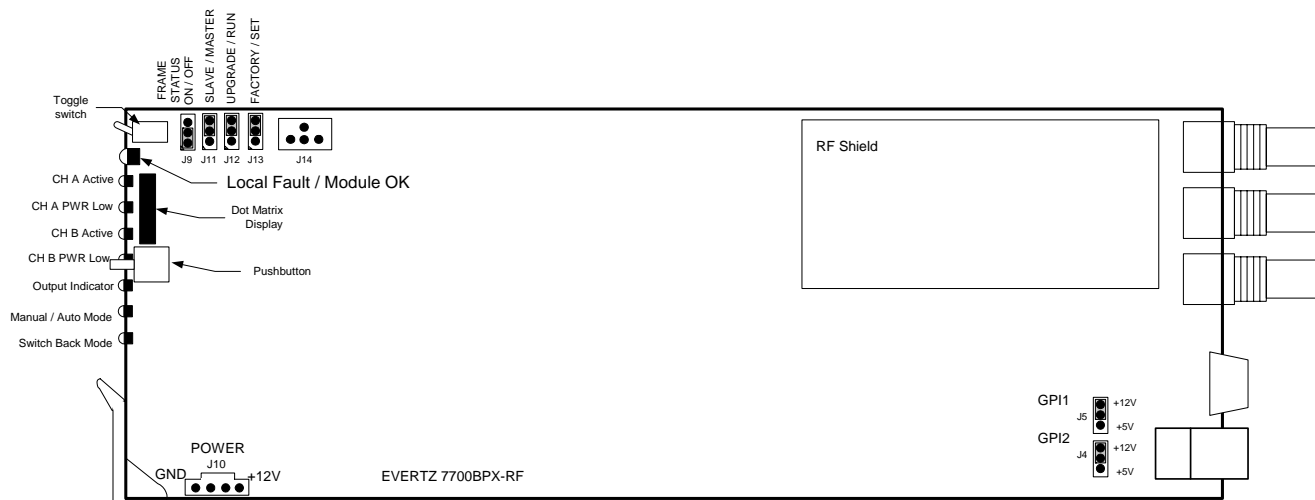 FRAME
STATUS
ON / OFF
SLAVE / MASTER
UPGRADE / RUN
FACTORY / SET
Toggle
switch
J9
J11
J12
J13
J14
RF Shield
Local Fault / Module OK
CH A Active
CH A PWR Low
CH B Active
CH B PWR Low
Output Indicator
Manual / Auto Mode
Switch Back Mode
Dot Matrix
Display
Pushbutton
GPI1
J5
+12V
+5V
GPI2
J4
+12V
+5V
POWER
J10
GND
+12V
EVERTZ 7700BPX-RF